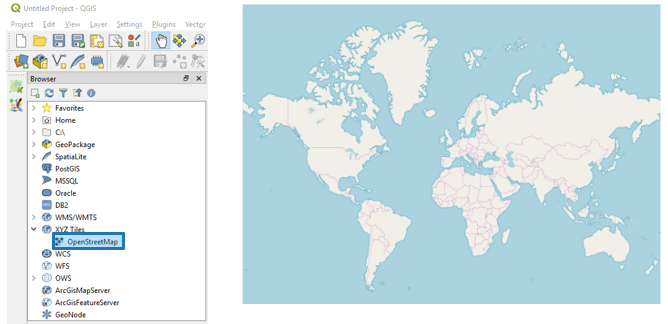 Untitled Project - QGIS
Project Edit View Layer Settings Plugins Vector
Browser
Favorites
Home
C:\
GeoPackage
SpatiaLite
PostGIS
MSSQL
Oracle
DB2
WMS/WMTS
XYZ Tiles
OpenStreetMap
WCS
WFS
OWS
ArcGisMapServer
ArcGisFeatureServer
GeoNode